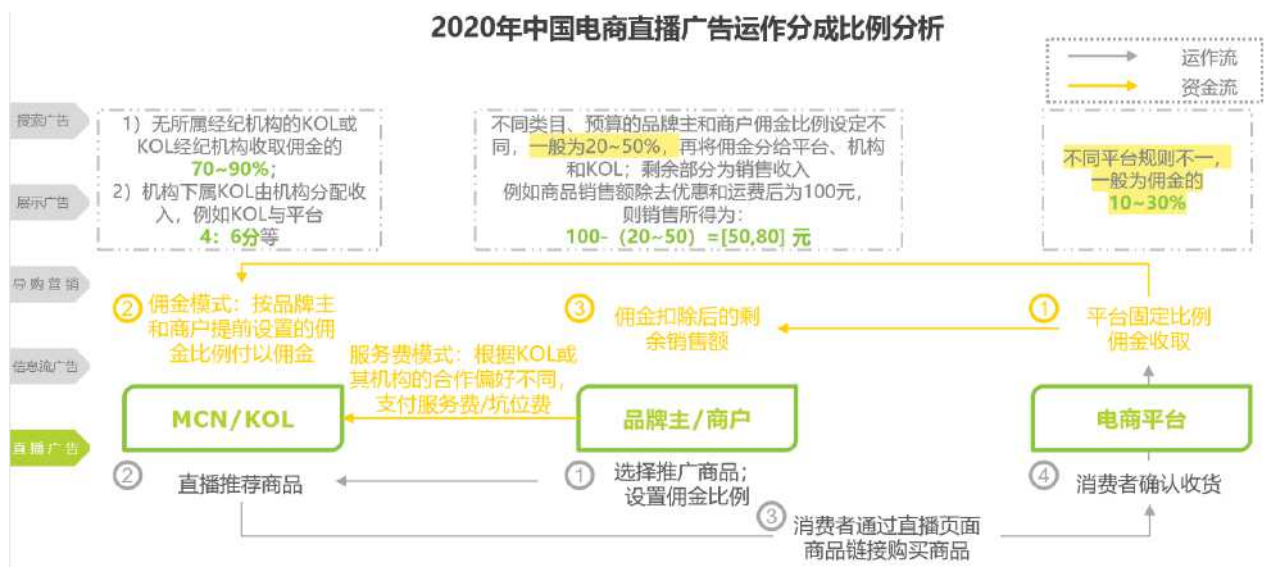 2020年中国电商直播广告运作分成比例分析
运作流
资金流
搜索广告
展示广告
导购营销
信息流广告
直播广告
1）无所属经纪机构的KOL或
KOL经纪机构收取佣金的
70~90%；
2）机构下属KOL由机构分配收
入，例如KOL与平台
4：6分等
不同类目、预算的品牌主和商户佣金比例设定不
同，一般为20~50%，再将佣金分给平台、机构
和KOL；剩余部分为销售收入
例如商品销售额除去优惠和运费后为100元，
则销售所得为：
100-（20~50）=[50,80] 元
不同平台规则不一，
一般为佣金的
10~30%
② 佣金模式：按品牌主
和商户提前设置的佣
金比例付以佣金
③ 佣金扣除后的剩
余销售额
① 平台固定比例
佣金收取
服务费模式：根据KOL或
其机构的合作偏好不同，
支付服务费/坑位费
MCN/KOL
品牌主/商户
电商平台
② 直播推荐商品
① 选择推广商品；
设置佣金比例
④ 消费者确认收货
③ 消费者通过直播页面
商品链接购买商品